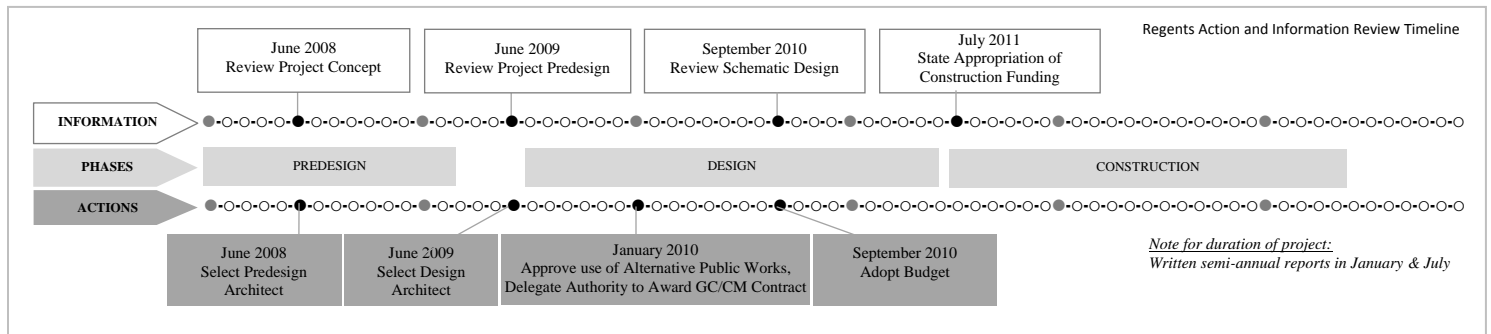 Regents Action and Information Review Timeline
June 2008
Review Project Concept
June 2009
Review Project Predesign
September 2010
Review Schematic Design
July 2011
State Appropriation of
Construction Funding
INFORMATION
PHASES
PREDESIGN
DESIGN
CONSTRUCTION
ACTIONS
June 2008
Select Predesign
Architect
June 2009
Select Design
Architect
January 2010
Approve use of Alternative Public Works,
Delegate Authority to Award GC/CM Contract
September 2010
Adopt Budget
Note for duration of project:
Written semi-annual reports in January & July